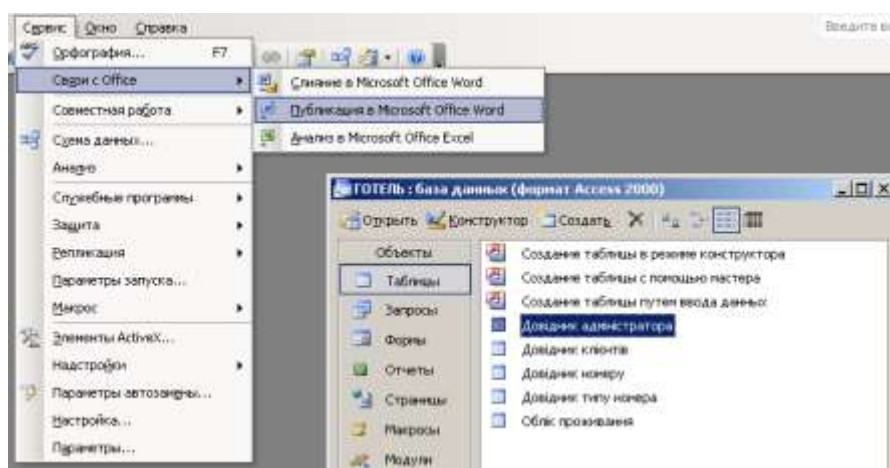 Сервис Окно Справка
Введите в
Орфография... F7
Связи с Office
Слияние в Microsoft Office Word
Совместная работа
Публикация в Microsoft Office Word
Схема данных...
Анализ в Microsoft Office Excel
Анализ
Служебные программы
Защита
Репликация
Параметры запуска...
Макрос
Элементы ActiveX...
Надстройки
Параметры автозамены...
Настройка...
Параметры...
ГОТЕЛЬ : база данных (формат Access 2000)
Открыть Конструктор Создать
Объекты
Таблицы
Запросы
Формы
Отчеты
Страницы
Макросы
Модули
Создание таблицы в режиме конструктора
Создание таблицы с помощью мастера
Создание таблицы путем ввода данных
Довідник адміністратора
Довідник клієнтів
Довідник номеру
Довідник типу номера
Облік проживання